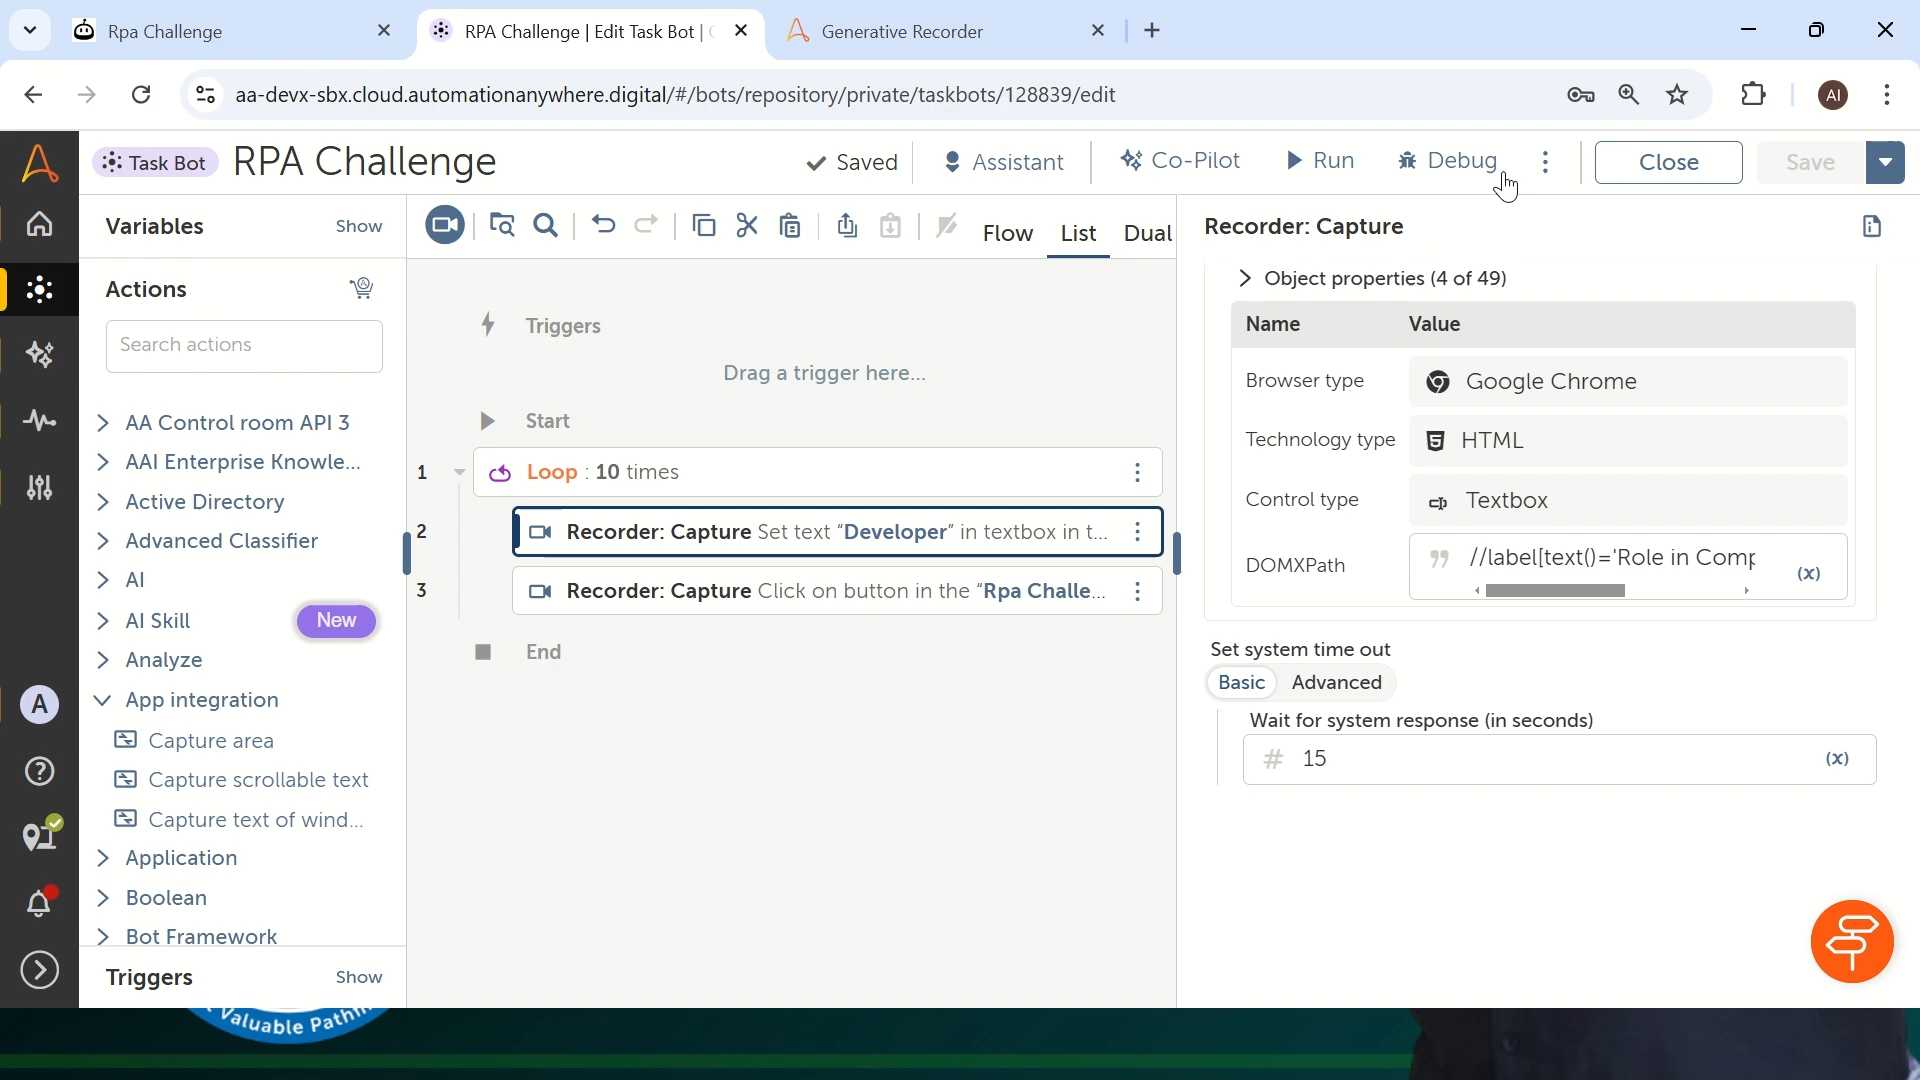 Rpa Challenge
RPA Challenge | Edit Task Bot |
Generative Recorder
aa-devx-sbx.cloud.automationanywhere.digital/#/bots/repository/private/taskbots/128839/edit
AI
Task Bot
RPA Challenge
Saved
Assistant
Co-Pilot
Run
Debug
Close
Save
Variables
Show
Flow
List
Dual
Recorder: Capture
Actions
Search actions
AA Control room API 3
AAI Enterprise Knowle...
Active Directory
Advanced Classifier
AI
AI Skill
New
Analyze
App integration
Capture area
Capture scrollable text
Capture text of wind...
Application
Boolean
Bot Framework
Triggers
Show
A
Triggers
Drag a trigger here...
Start
1
Loop : 10 times
2
Recorder: Capture Set text “Developer” in textbox in t...
3
Recorder: Capture Click on button in the “Rpa Challe...
End
Object properties (4 of 49)
Name
Value
Browser type
Google Chrome
Technology type
HTML
Control type
Textbox
DOMXPath
//label[text()='Role in Comp
(x)
Set system time out
Basic
Advanced
Wait for system response (in seconds)
# 15
(x)
Valuable